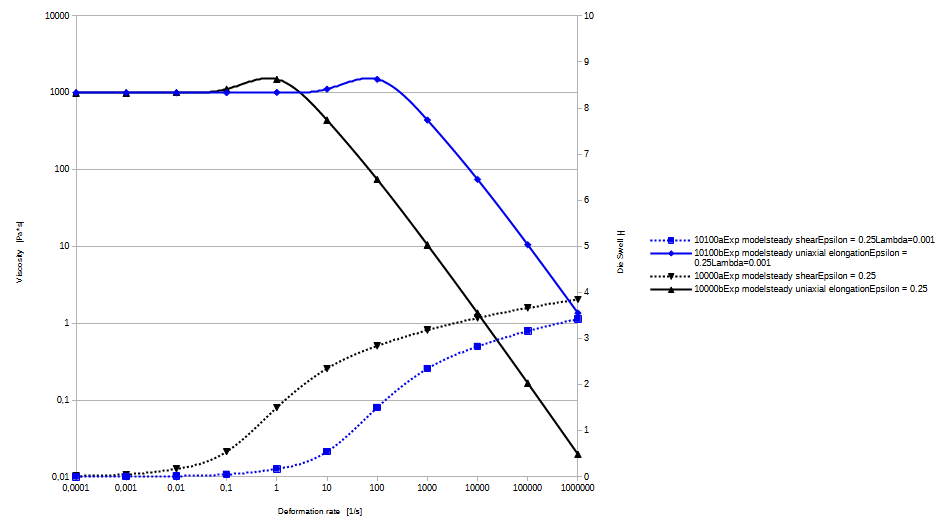 10000
1000
100
10
1
0,1
0,01
Viscosity [Pa*s]
0,0001 0,001 0,01 0,1 1 10 100 1000 10000 100000 1000000
Deformation rate [1/s]
10
9
8
7
6
5
4
3
2
1
0
Die Swell [-]
10100aExp modelsteady shearEpsilon = 0.25Lambda=0.001
10100bExp modelsteady uniaxial elongationEpsilon =
0.25Lambda=0.001
10000aExp modelsteady shearEpsilon = 0.25
10000bExp modelsteady uniaxial elongationEpsilon = 0.25